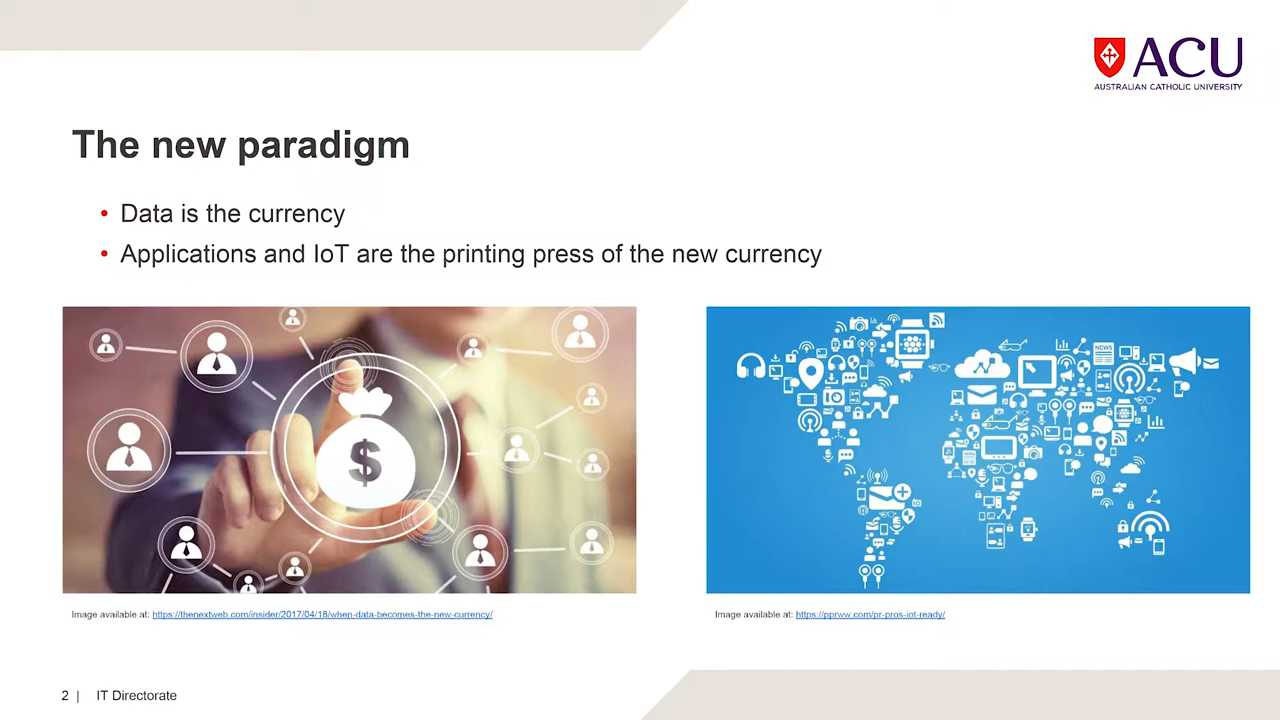 ACU
AUSTRALIAN CATHOLIC UNIVERSITY
The new paradigm
• Data is the currency
• Applications and IoT are the printing press of the new currency
$
NEWS
Image available at: https://thenextweb.com/insider/2017/04/18/when-data-becomes-the-new-currency/
Image available at: https://pprww.com/pr-pros-iot-ready/
2 | IT Directorate